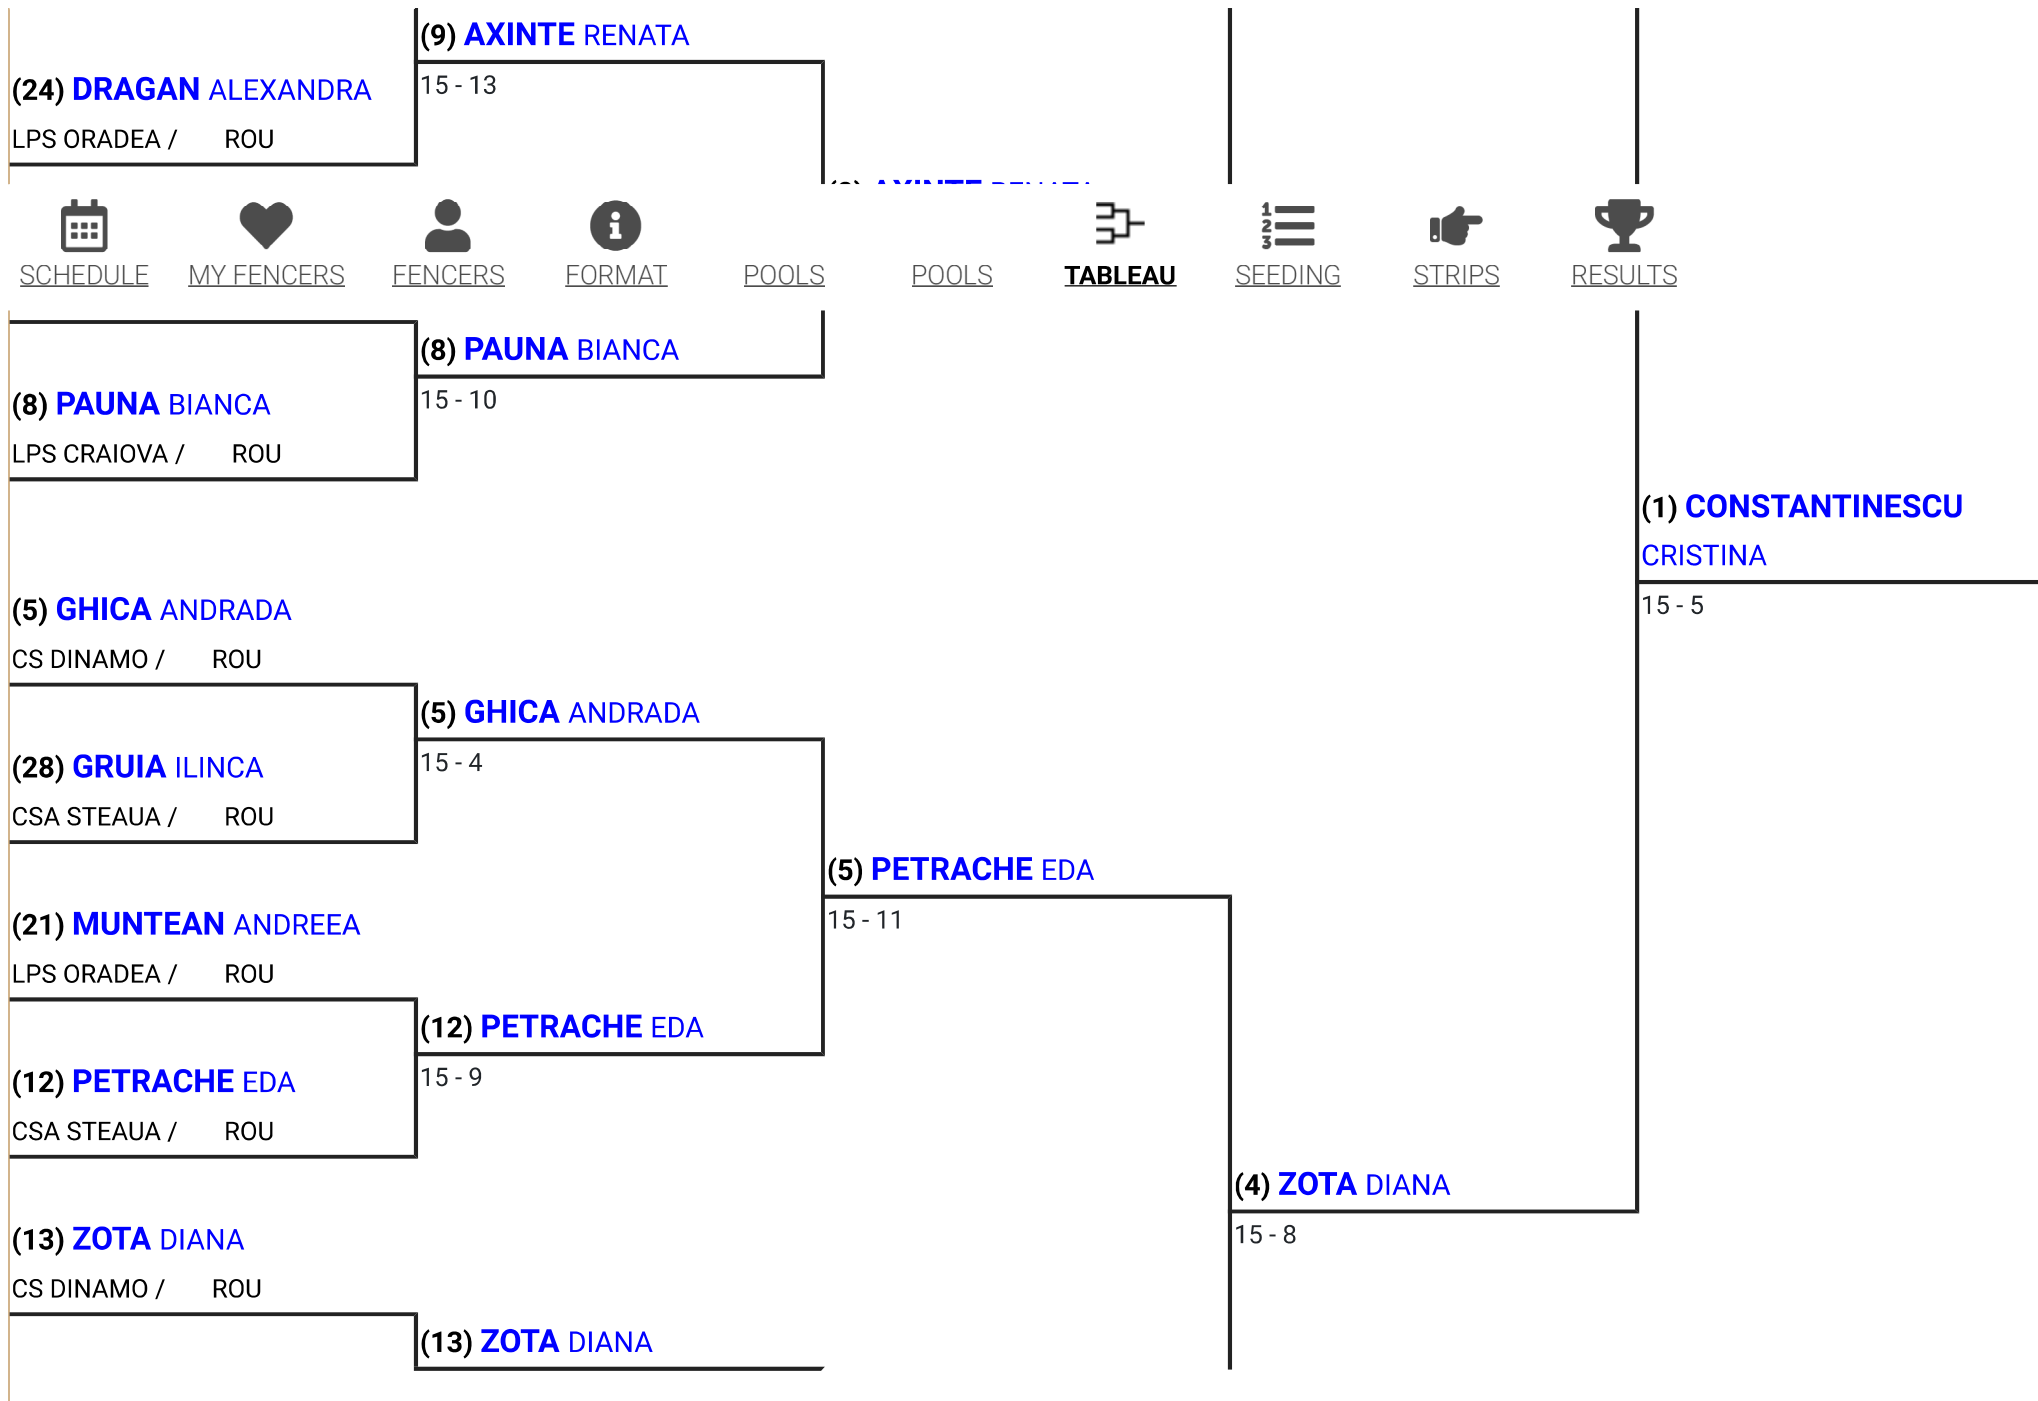 (9) AXINTE RENATA
15 - 13
(24) DRAGAN ALEXANDRA
LPS ORADEA / ROU
AXINTE RENATA
SCHEDULE MY FENCERS FENCERS FORMAT POOLS POOLS TABLEAU SEEDING STRIPS RESULTS
(8) PAUNA BIANCA
15 - 10
(8) PAUNA BIANCA
LPS CRAIOVA / ROU
(1) CONSTANTINESCU
CRISTINA
15 - 5
(5) GHICA ANDRADA
CS DINAMO / ROU
(5) GHICA ANDRADA
15 - 4
(28) GRUIA ILINCA
CSA STEAUA / ROU
(5) PETRACHE EDA
15 - 11
(21) MUNTEAN ANDREEA
LPS ORADEA / ROU
(12) PETRACHE EDA
15 - 9
(12) PETRACHE EDA
CSA STEAUA / ROU
(4) ZOTA DIANA
15 - 8
(13) ZOTA DIANA
CS DINAMO / ROU
(13) ZOTA DIANA